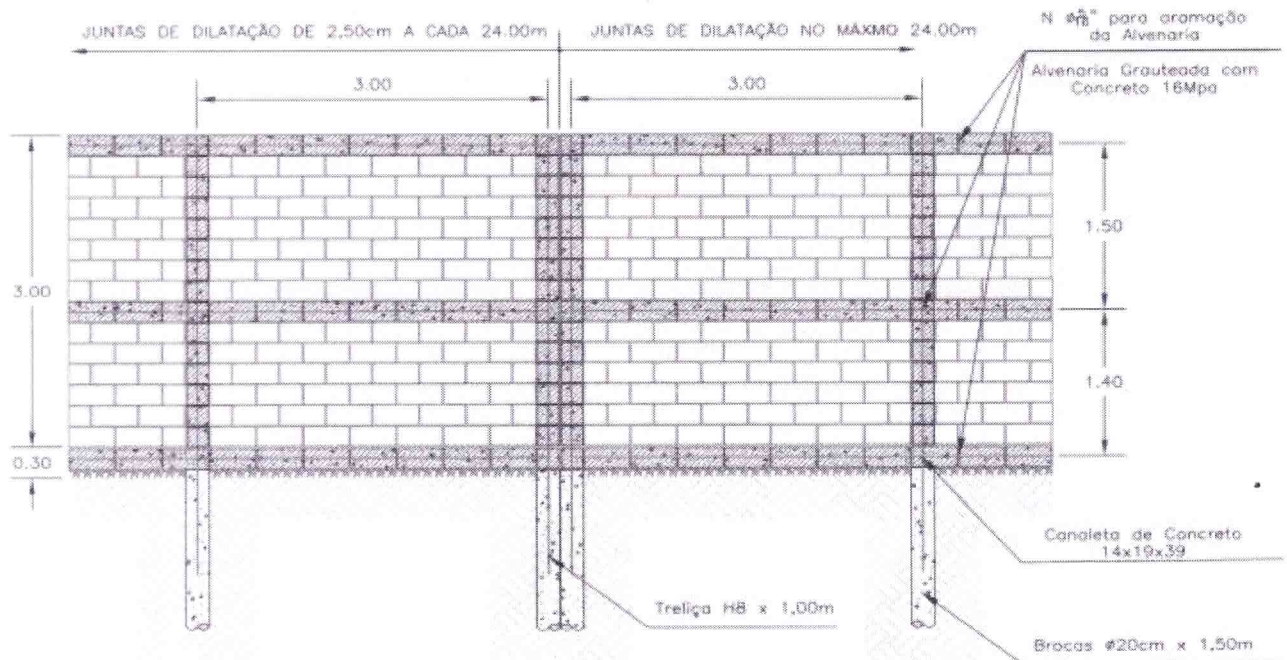 JUNTAS DE DILATAÇÃO DE 2,50cm A CADA 24.00m
JUNTAS DE DILATAÇÃO NO MÁXMO 24.00m
N para aramação
da Alvenaria
Alvenaria Grauteada com
Concreto 16Mpa
3.00
3.00
3.00
0.30
1.50
1.40
Canaleta de Concreto
14x19x39
Treliça H8 x 1,00m
Brocas ø20cm x 1,50m